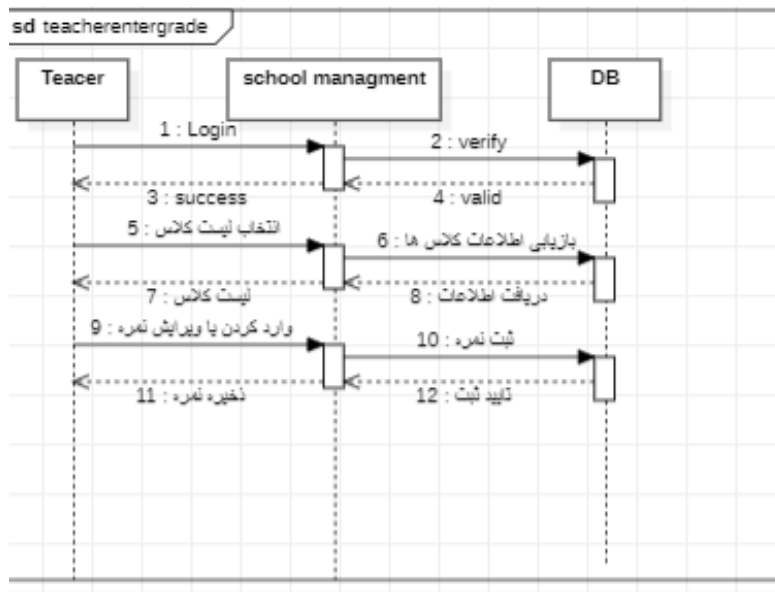 sd teacherentergrade
Teacer
school managment
DB
1 : Login
2 : verify
3 : success
4 : valid
5 : انتخاب لیست کلاس
6 : بازیابی اطلاعات کلاس ها
7 : لیست کلاس
8 : دریافت اطلاعات
9 : وارد کردن یا ویرایش نمره
10 : ثبت نمره
11 : ذخیره نمره
12 : تایید ثبت